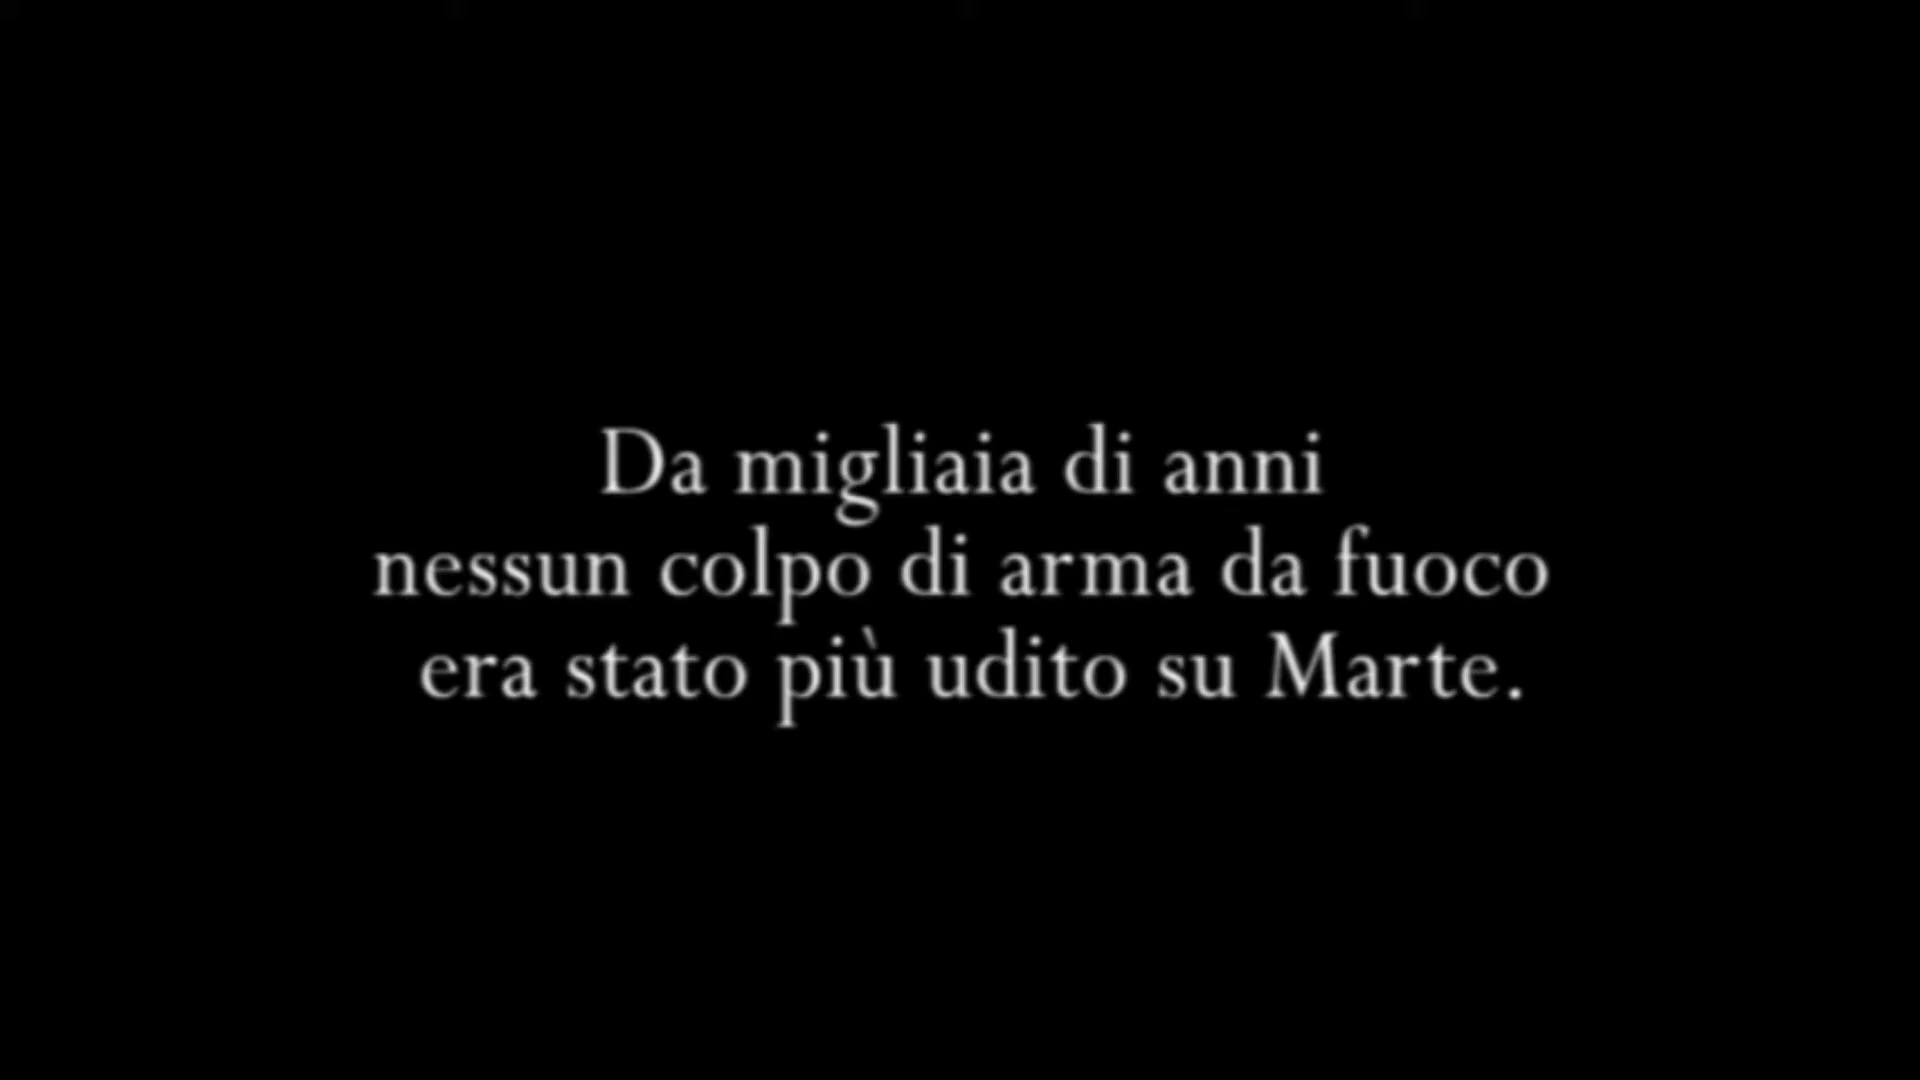 Da migliaia di anni
nessun colpo di arma da fuoco
era stato più udito su Marte.